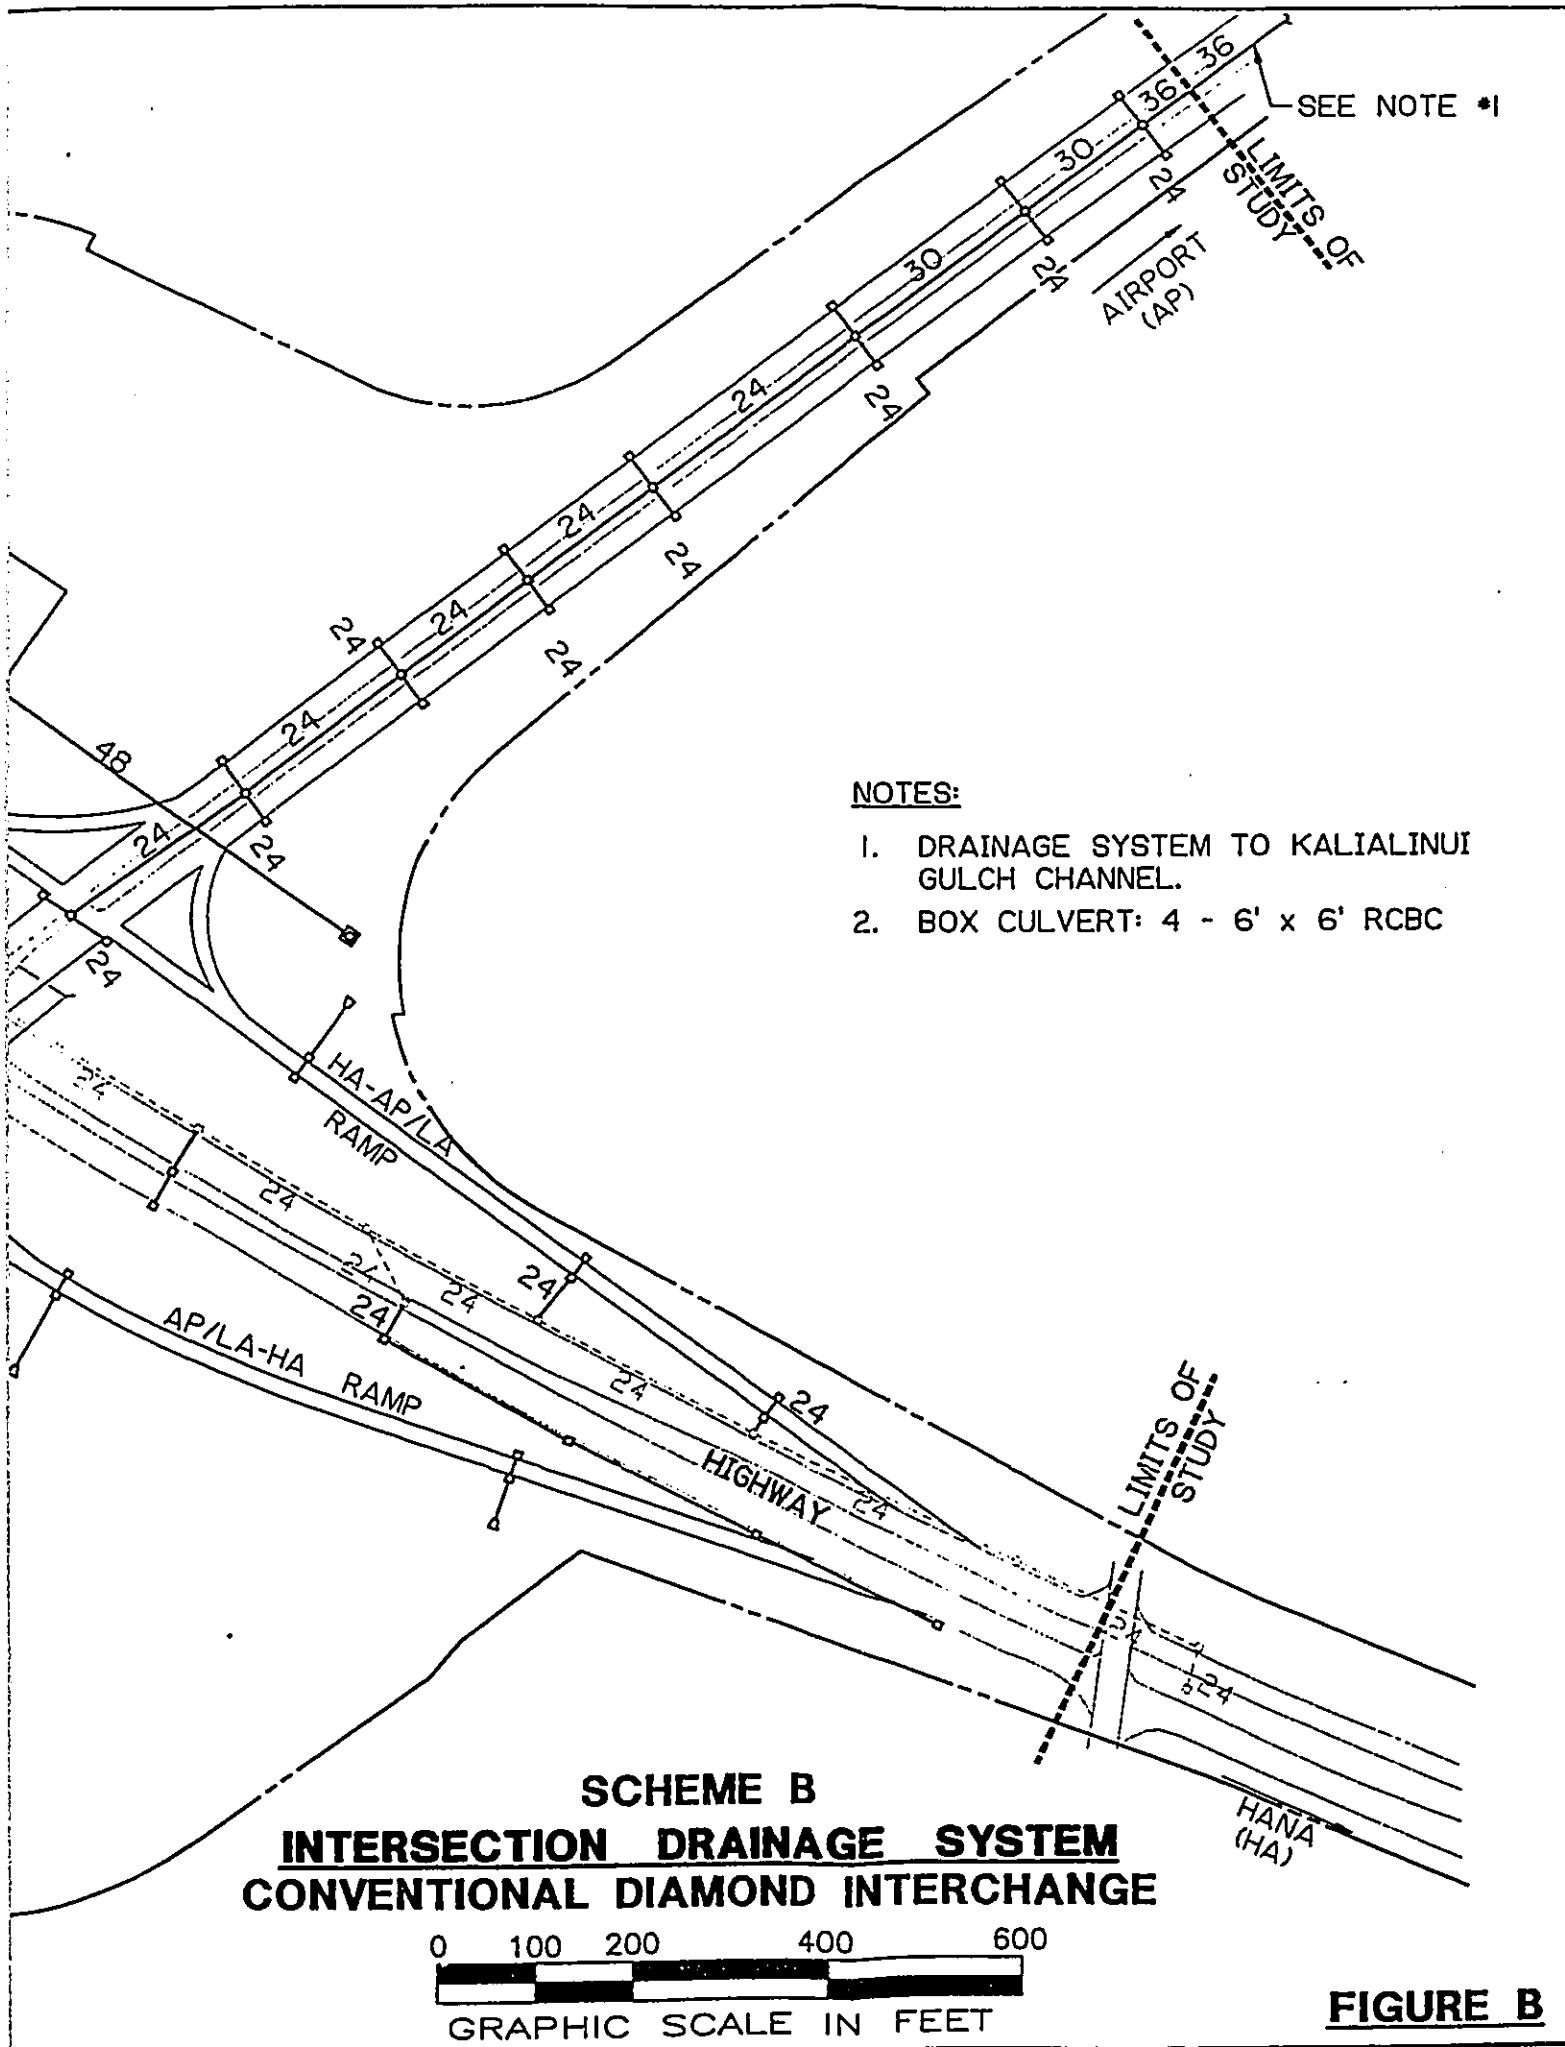 36
36
SEE NOTE #1
30
24
LIMITS OF
STUDY
30
24
AIRPORT
(AP)
24
24
24
24
24
24
24
24
24
48
24
24
24
NOTES:
1. DRAINAGE SYSTEM TO KALIALINUI
GULCH CHANNEL.
2. BOX CULVERT: 4 - 6' x 6' RCBC
HA-AP/LA
RAMP
24
24
24
24
24
24
24
AP/LA-HA RAMP
24
24
HIGHWAY
24
LIMITS OF
STUDY
24
24
HANA
(HA)
SCHEME B
INTERSECTION DRAINAGE SYSTEM
CONVENTIONAL DIAMOND INTERCHANGE
0 100 200 400 600
GRAPHIC SCALE IN FEET
FIGURE B